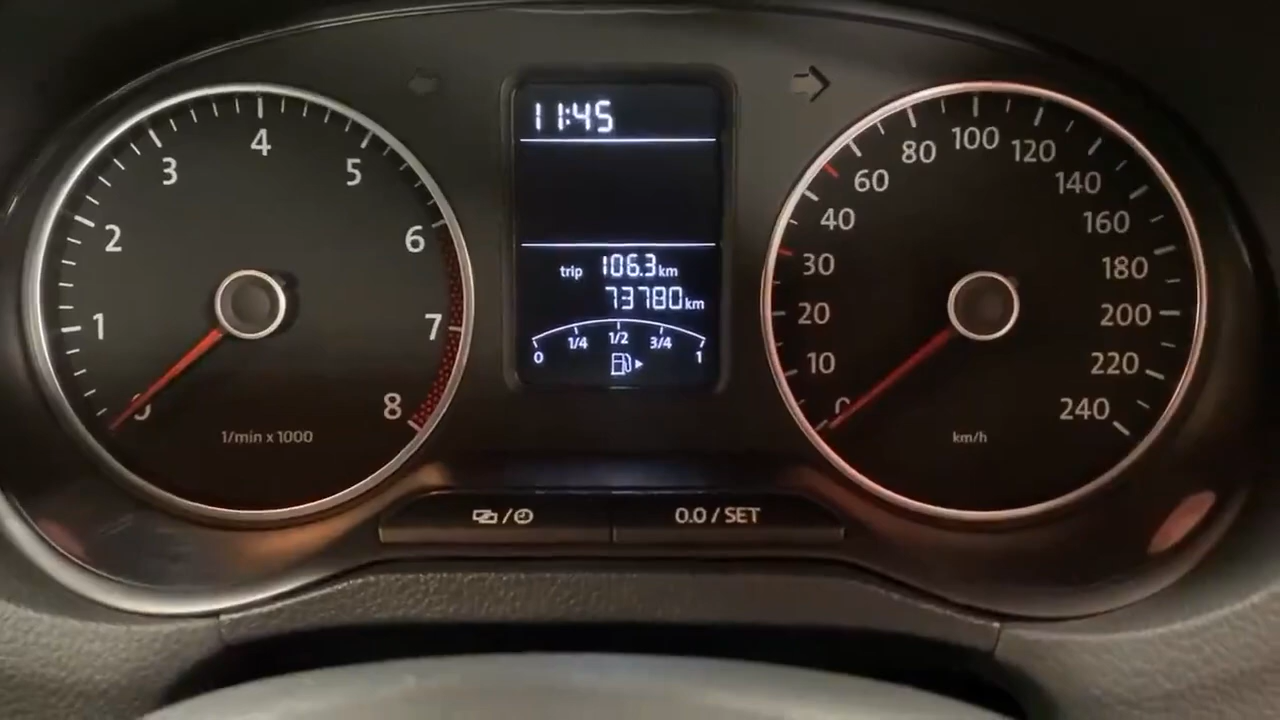 11:45
trip 106.3 km
73780 km
0 1/4 1/2 3/4 1
0 1 2 3 4 5 6 7 8
1/min x 1000
0 10 20 30 40 60 80 100 120 140 160 180 200 220 240
km/h
0.0 / SET